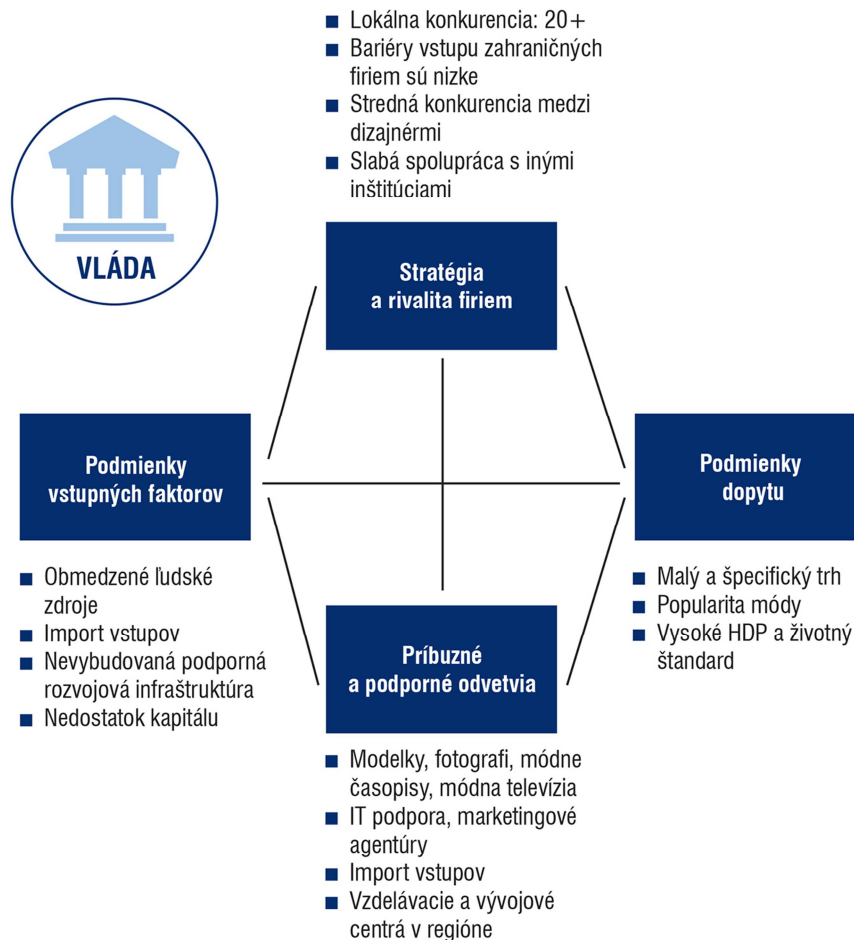 ■ Lokálna konkurencia: 20+
■ Bariéry vstupu zahraničných
firiem sú nizke
■ Stredná konkurencia medzi
dizajnérmi
■ Slabá spolupráca s inými
inštitúciami
VLÁDA
Stratégia
a rivalita firiem
Podmienky
vstupných faktorov
■ Obmedzené ľudské
zdroje
■ Import vstupov
■ Nevybudovaná podporná
rozvojová infraštruktúra
■ Nedostatok kapitálu
Podmienky
dopytu
■ Malý a špecifický trh
■ Popularita módy
■ Vysoké HDP a životný
štandard
Príbuzné
a podporné odvetvia
■ Modelky, fotografi, módne
časopisy, módna televízia
■ IT podpora, marketingové
agentúry
■ Import vstupov
■ Vzdelávacie a vývojové
centrá v regióne